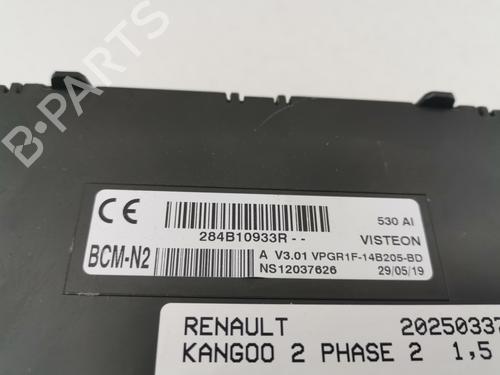 B-PARTS
CE
284B10933R--
530 AI
VISTEON
BCM-N2
A V3.01 VPGR1F-14B205-BD
NS12037626
29/05/19
RENAULT 20250337
KANGOO 2 PHASE 2 1,5